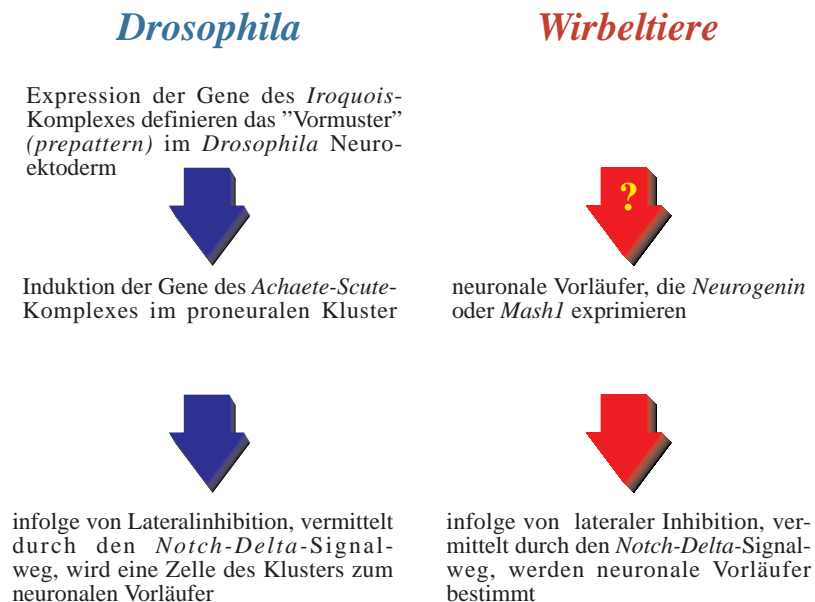 Drosophila
Wirbeltiere
Expression der Gene des Iroquois-
Komplexes definieren das ”Vormuster”
(prepattern) im Drosophila Neuro-
ektoderm
?
Induktion der Gene des Achaete-Scute-
Komplexes im proneuralen Kluster
neuronale Vorläufer, die Neurogenin
oder Mash1 exprimieren
infolge von Lateralinhibition, vermittelt
durch den Notch-Delta-Signal-
weg, wird eine Zelle des Klusters zum
neuronalen Vorläufer
infolge von lateraler Inhibition, ver-
mittelt durch den Notch-Delta-Signal-
weg, werden neuronale Vorläufer
bestimmt